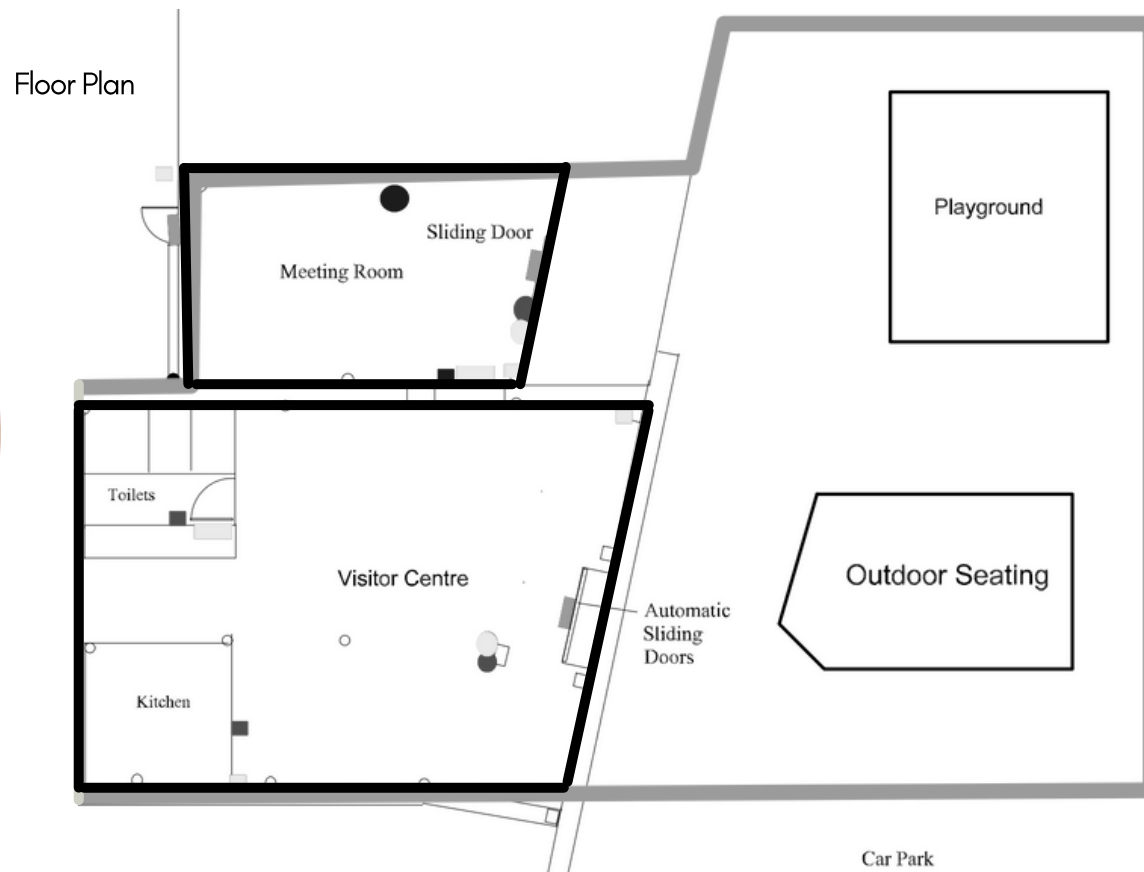 Floor Plan
Playground
Sliding Door
Meeting Room
Toilets
Visitor Centre
Outdoor Seating
Automatic
Sliding
Doors
Kitchen
Car Park